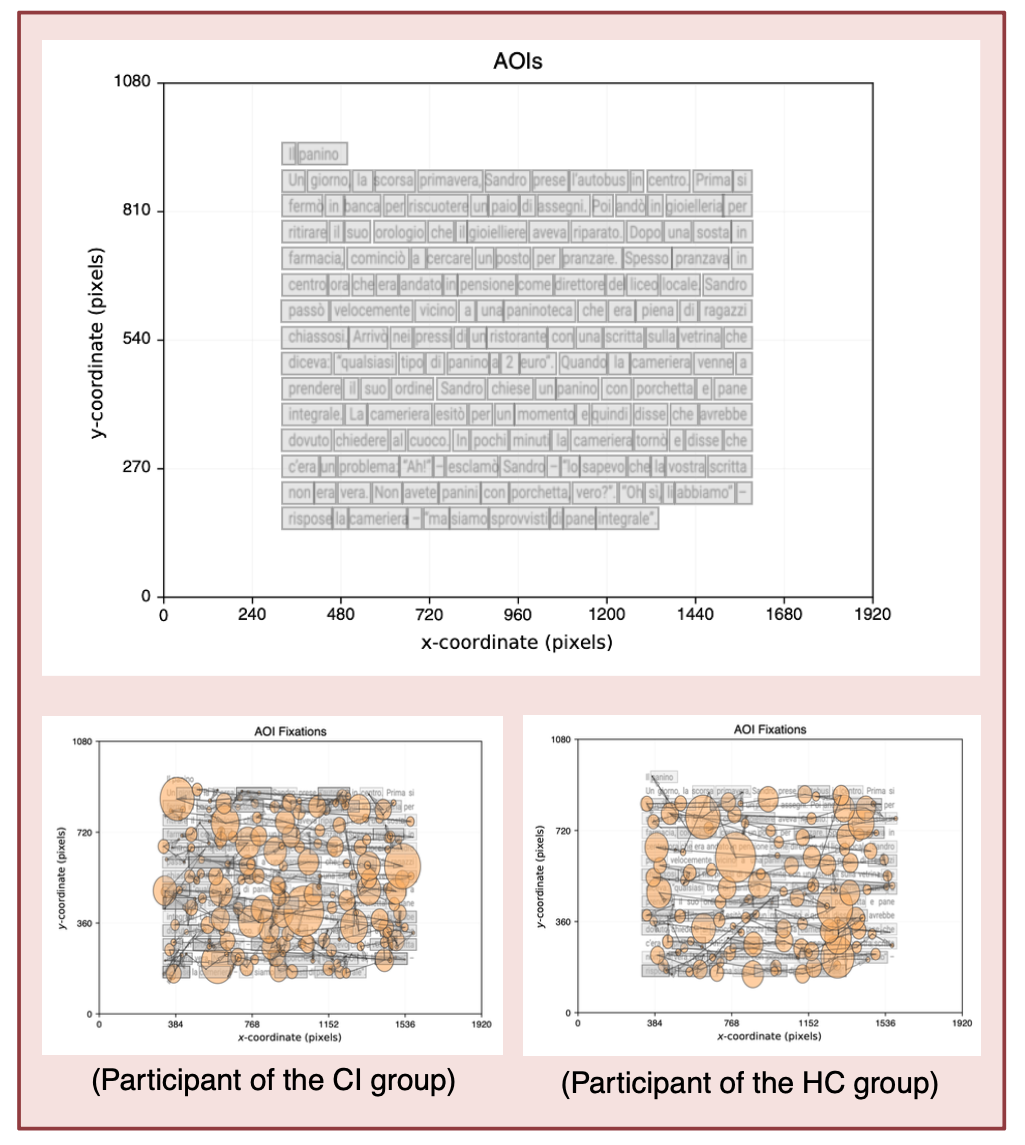 AOIs
1080
810
540
270
0
y-coordinate (pixels)
Il panino
Un giorno, la scorsa primavera, Sandro prese l'autobus in centro. Prima si
fermò in banca per riscuotere un paio di assegni. Poi andò in gioielleria per
ritirare il suo orologio che il gioielliere aveva riparato. Dopo una sosta in
farmacia, cominciò a cercare un posto per pranzare. Spesso pranzava in
centro ora che era andato in pensione come direttore del liceo locale. Sandro
passò velocemente vicino a una paninoteca che era piena di ragazzi
chiassosi. Arrivò nei pressi di un ristorante con una scritta sulla vetrina che
diceva: "qualsiasi tipo di panino a 2 euro". Quando la cameriera venne a
prendere il suo ordine Sandro chiese un panino con porchetta e pane
integrale. La cameriera esitò per un momento e quindi disse che avrebbe
dovuto chiedere al cuoco. In pochi minuti la cameriera tornò e disse che
c'era un problema: "Ah!" – esclamò Sandro – "Io sapevo che la vostra scritta
non era vera. Non avete panini con porchetta, vero?". "Oh sì, li abbiamo" –
rispose la cameriera – "ma siamo sprovvisti di pane integrale".
0 240 480 720 960 1200 1440 1680 1920
x-coordinate (pixels)
AOI Fixations
1080
720
360
0
y-coordinate (pixels)
0 384 768 1152 1536 1920
x-coordinate (pixels)
(Participant of the CI group)
AOI Fixations
1080
720
360
0
y-coordinate (pixels)
0 384 768 1152 1536 1920
x-coordinate (pixels)
(Participant of the HC group)